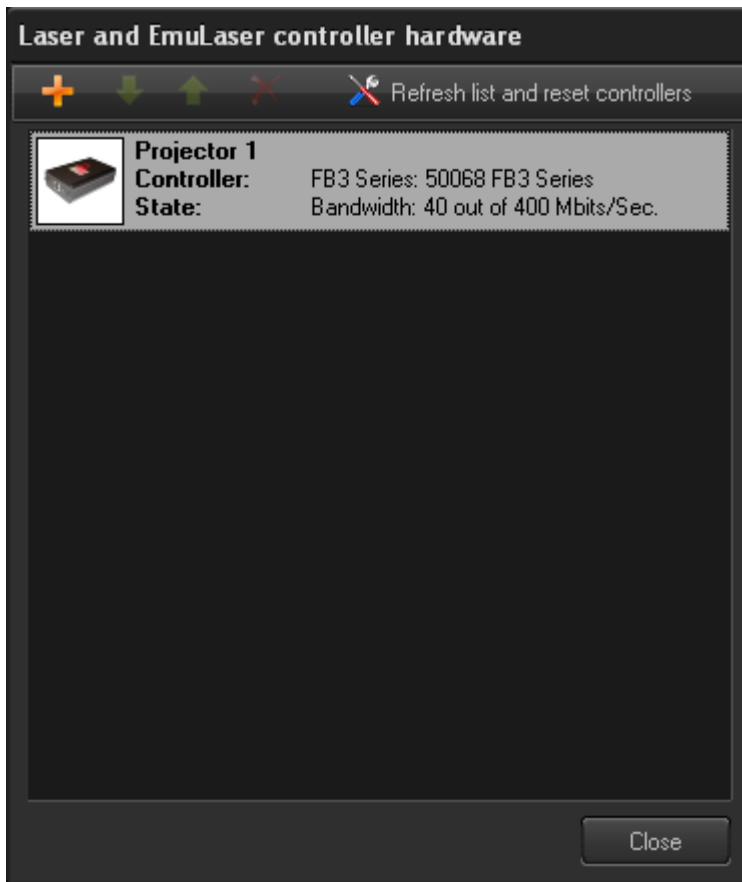 Laser and EmuLaser controller hardware
Refresh list and reset controllers
Projector 1
Controller: FB3 Series: 50068 FB3 Series
State: Bandwidth: 40 out of 400 Mbits/Sec.
Close